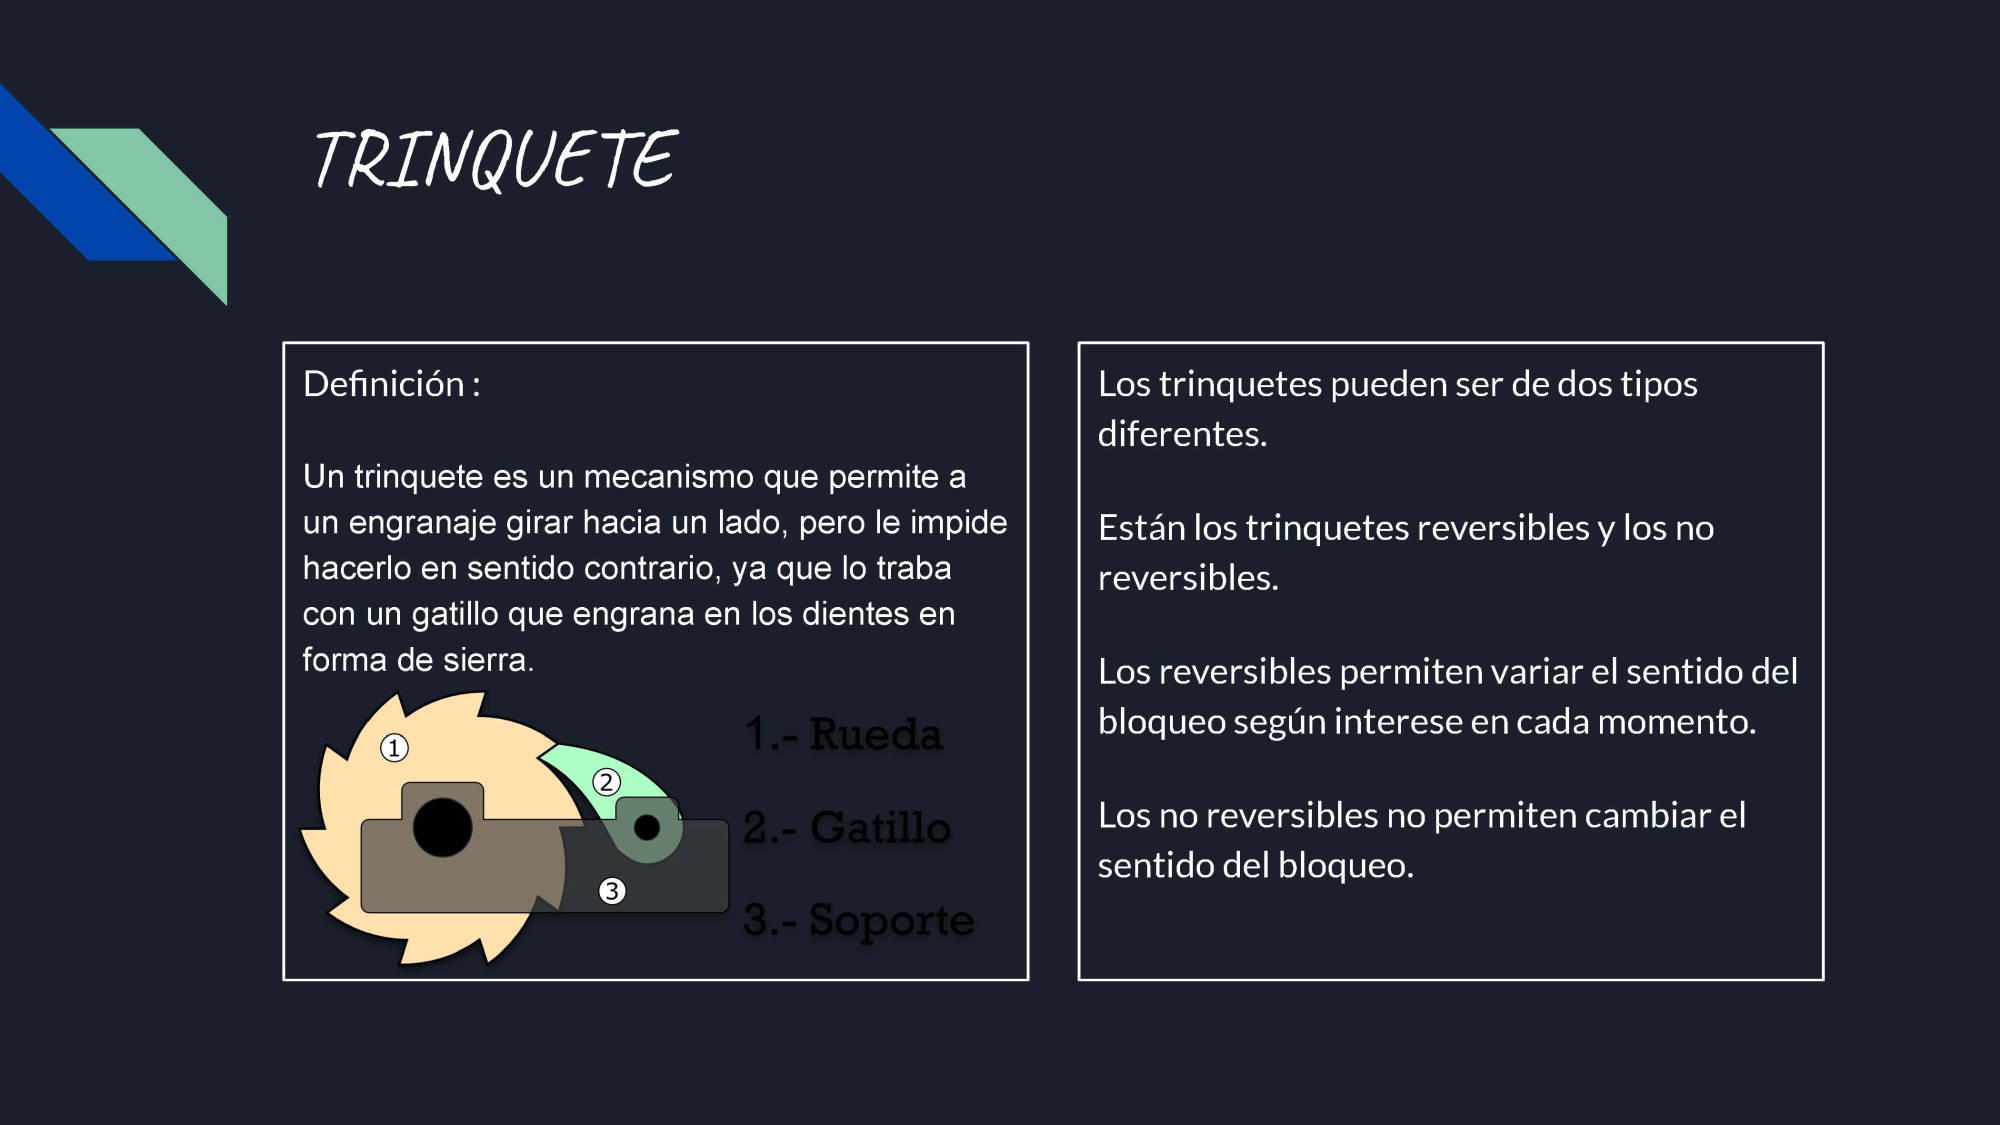 TRINQUETE
Definición :
Un trinquete es un mecanismo que permite a
un engranaje girar hacia un lado, pero le impide
hacerlo en sentido contrario, ya que lo traba
con un gatillo que engrana en los dientes en
forma de sierra.
1
2
3
1.- Rueda
2.- Gatillo
3.- Soporte
Los trinquetes pueden ser de dos tipos
diferentes.
Están los trinquetes reversibles y los no
reversibles.
Los reversibles permiten variar el sentido del
bloqueo según interese en cada momento.
Los no reversibles no permiten cambiar el
sentido del bloqueo.